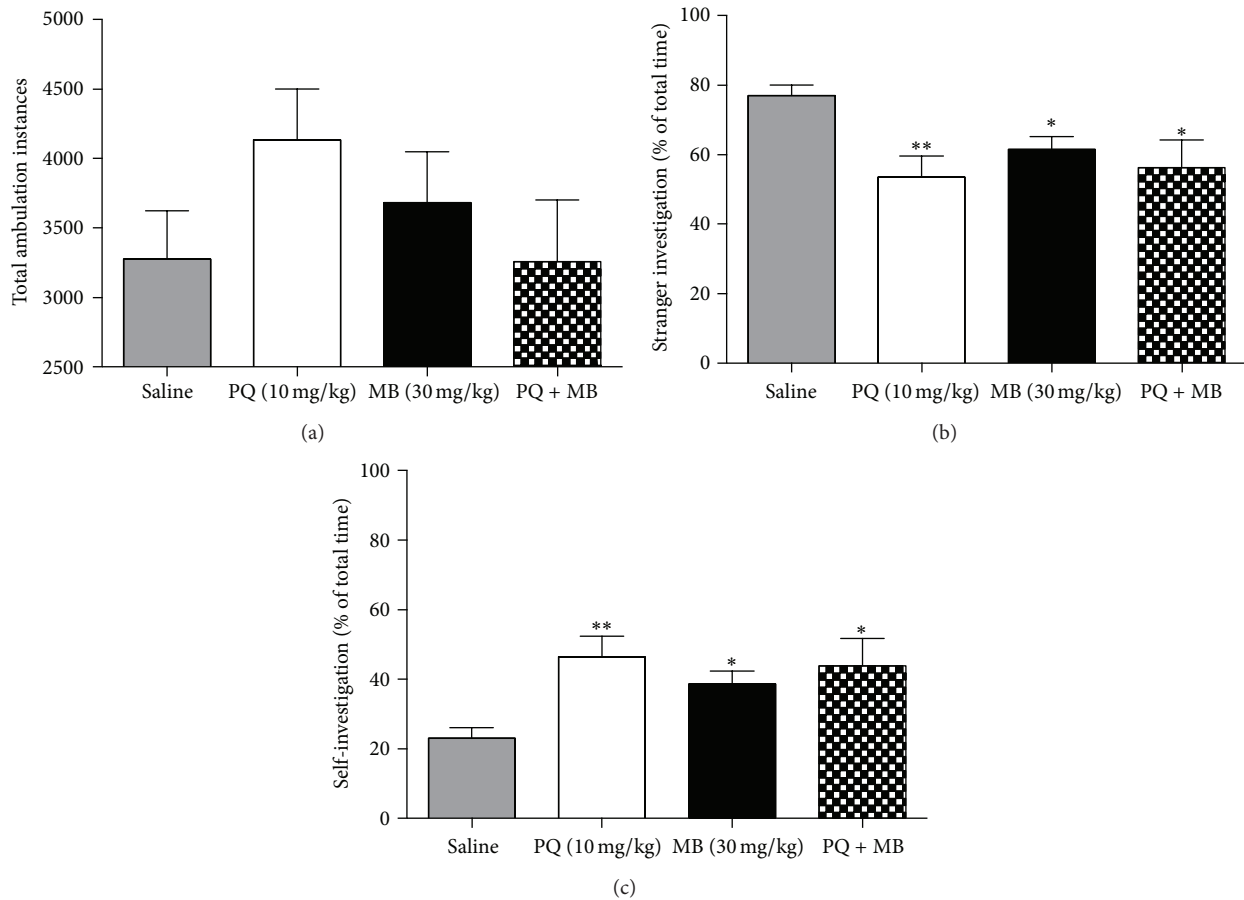 Total ambulation instances
5000
4500
4000
3500
3000
2500
Saline
PQ (10 mg/kg)
MB (30 mg/kg)
PQ + MB
(a)
Stranger investigation (% of total time)
100
80
60
40
20
0
**
*
*
Saline
PQ (10 mg/kg)
MB (30 mg/kg)
PQ + MB
(b)
Self-investigation (% of total time)
100
80
60
40
20
0
**
*
*
Saline
PQ (10 mg/kg)
MB (30 mg/kg)
PQ + MB
(c)